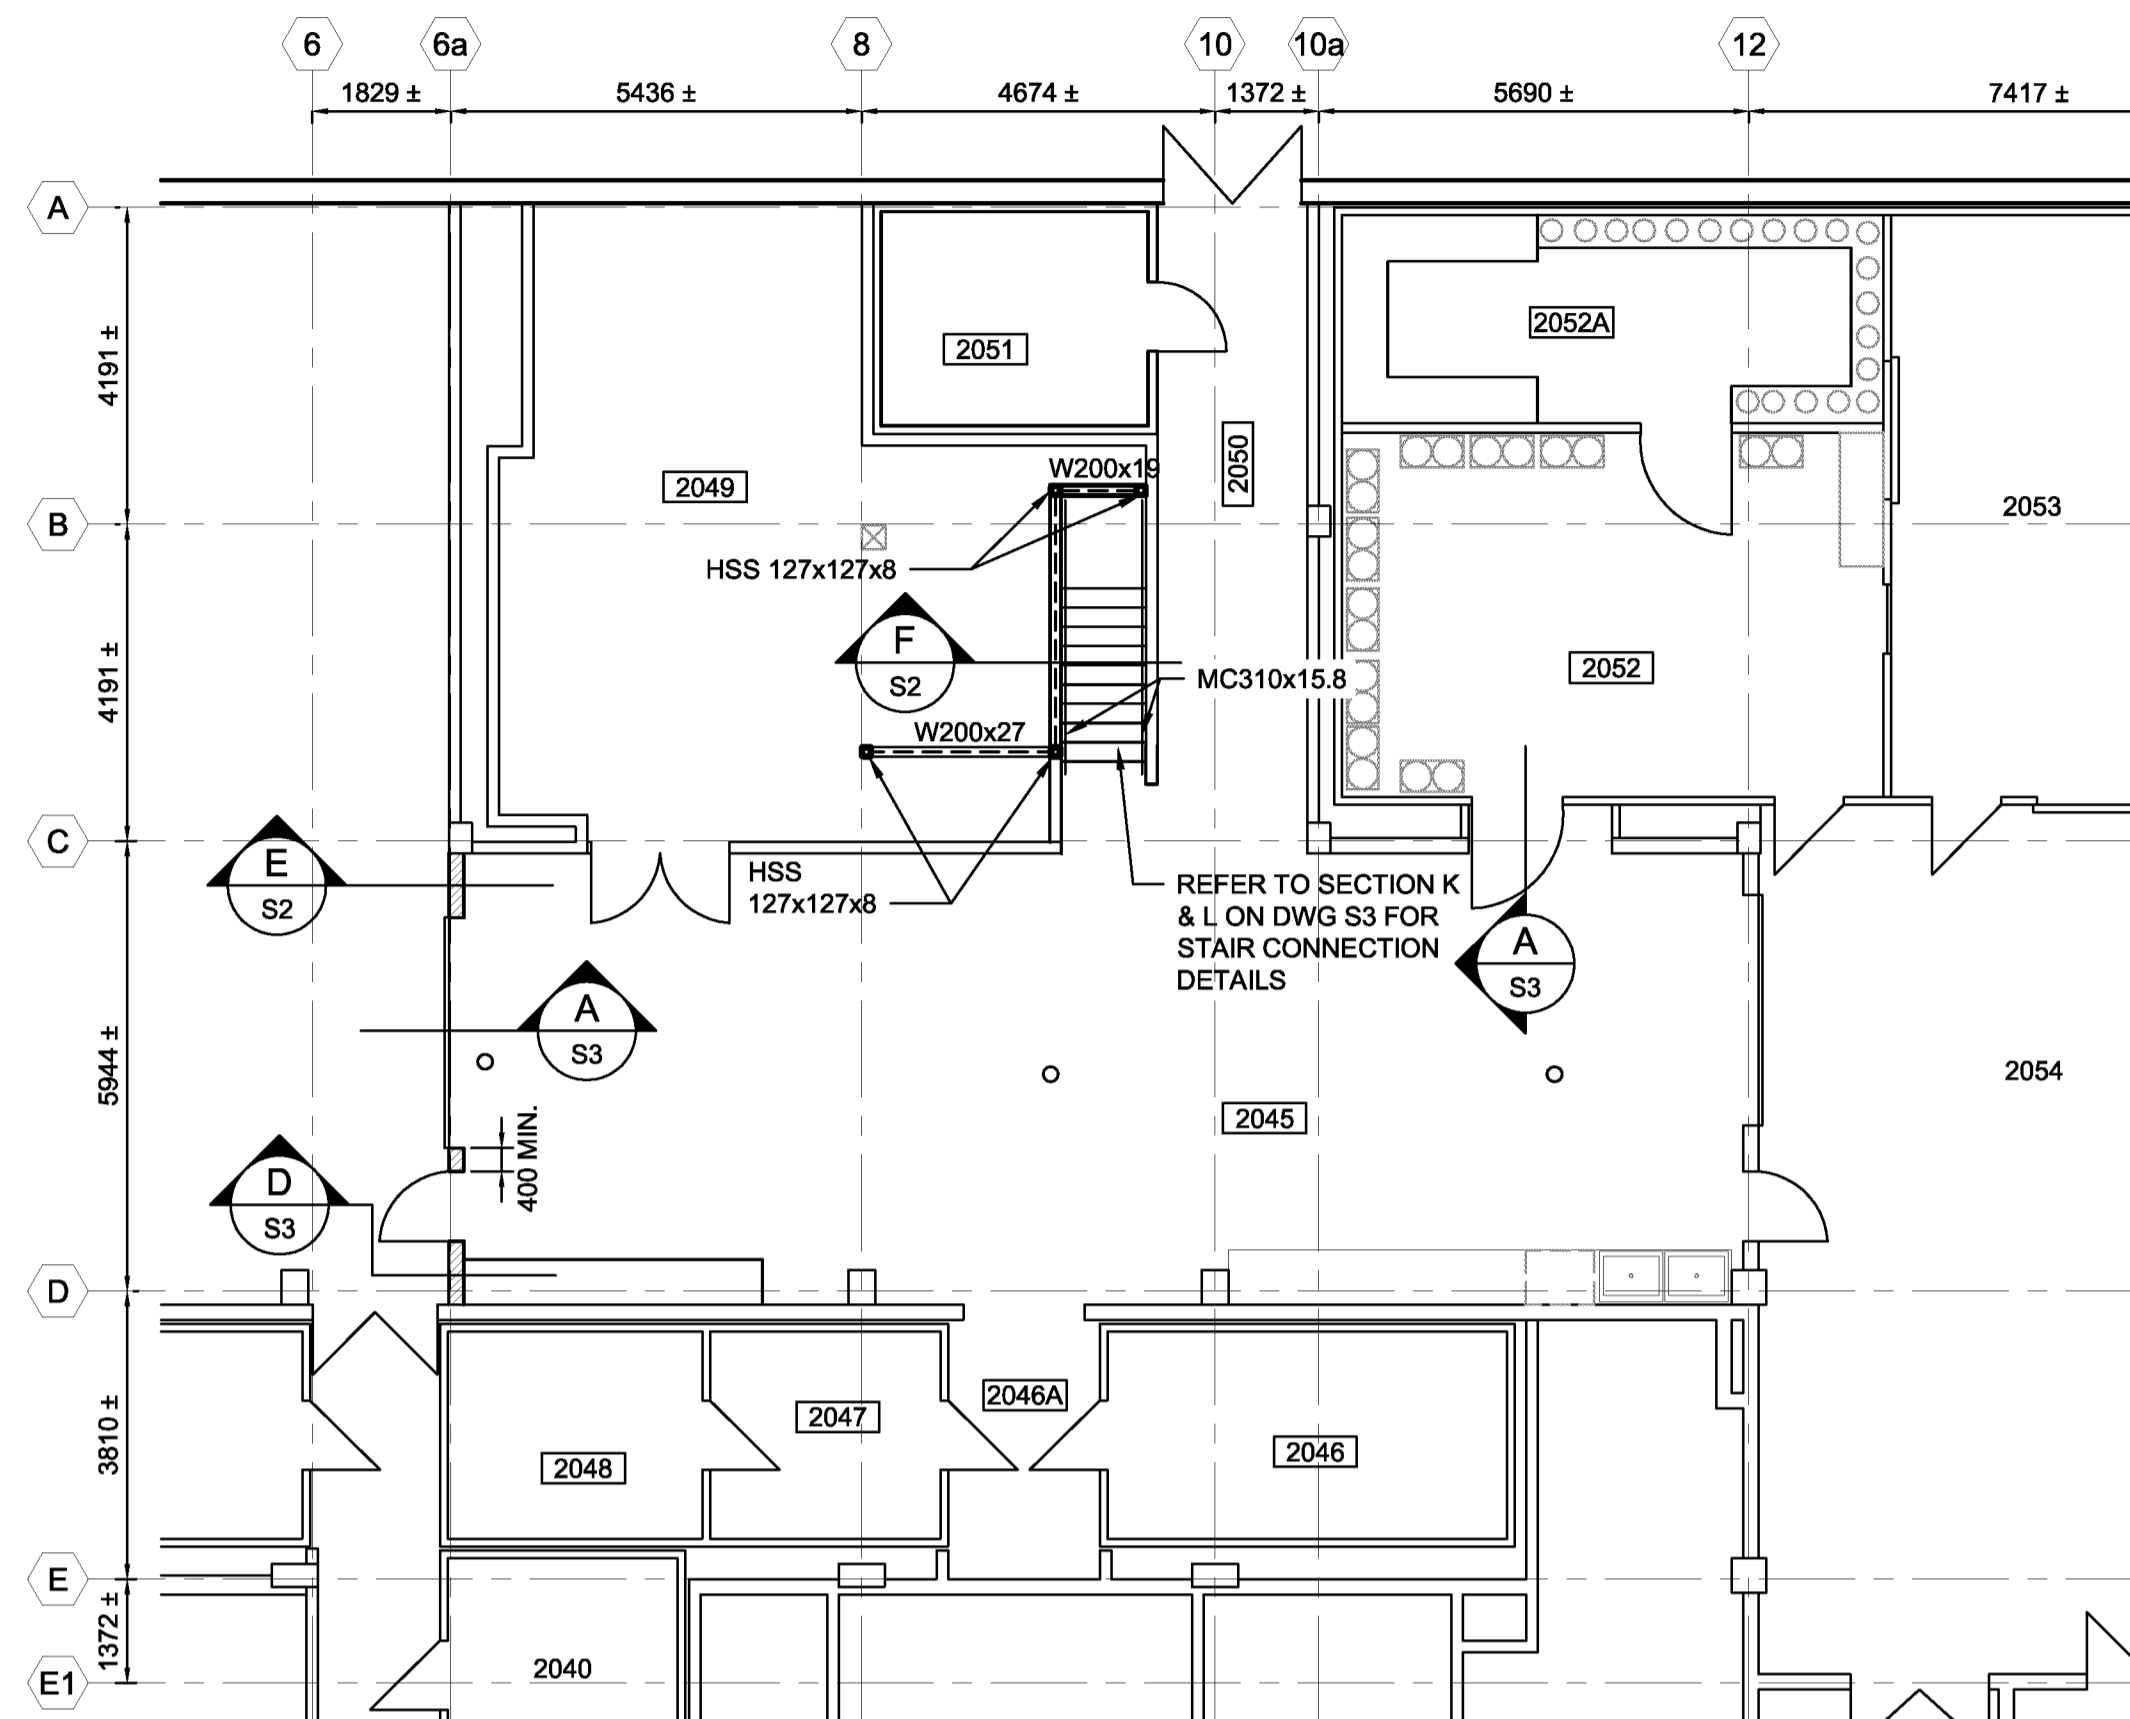 6
6a
8
10
10a
12
1829 ±
5436 ±
4674 ±
1372 ±
5690 ±
7417 ±
A
B
C
D
E
E1
4191 ±
4191 ±
5944 ±
3810 ±
1372 ±
2051
2052A
2049
W200x19
2050
2053
HSS 127x127x8
F
S2
MC310x15.8
2052
W200x27
E
S2
HSS
127x127x8
REFER TO SECTION K
& L ON DWG S3 FOR
STAIR CONNECTION
DETAILS
A
S3
A
S3
2054
2045
400 MIN.
D
S3
2046A
2047
2046
2048
2040